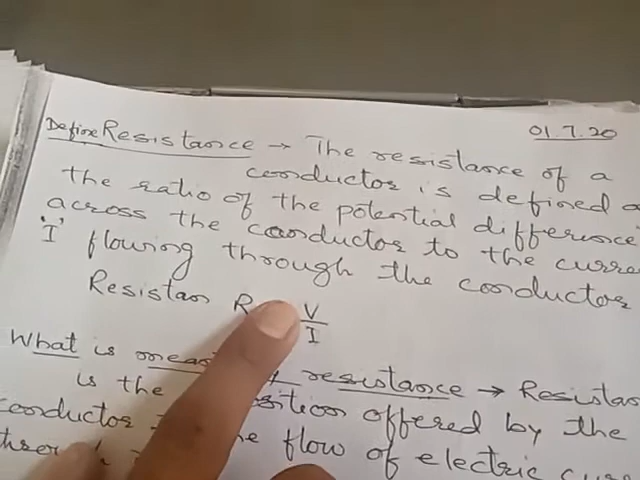 01.7.20
Define Resistance → The resistance of a
conductor is defined
the ratio of the potential difference
across the conductor to the
'I' flowing through the conductor
Resistan R V
I
What is resistance →
is the offered by the
conductor
the flow of electric